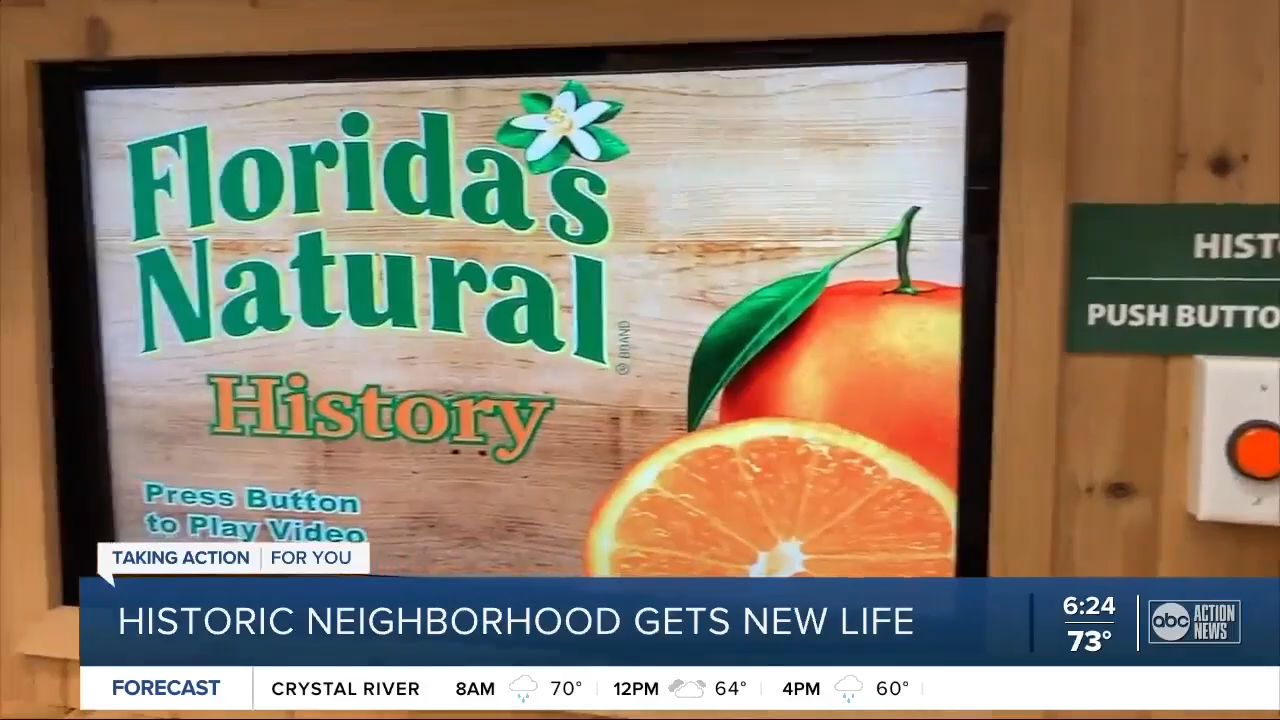 Florida's
Natural
® BRAND
History
Press Button
to Play Video
HIST
PUSH BUTTO
TAKING ACTION | FOR YOU
HISTORIC NEIGHBORHOOD GETS NEW LIFE
6:24
73°
abc ACTION NEWS
FORECAST
CRYSTAL RIVER 8AM 70° 12PM 64° 4PM 60°